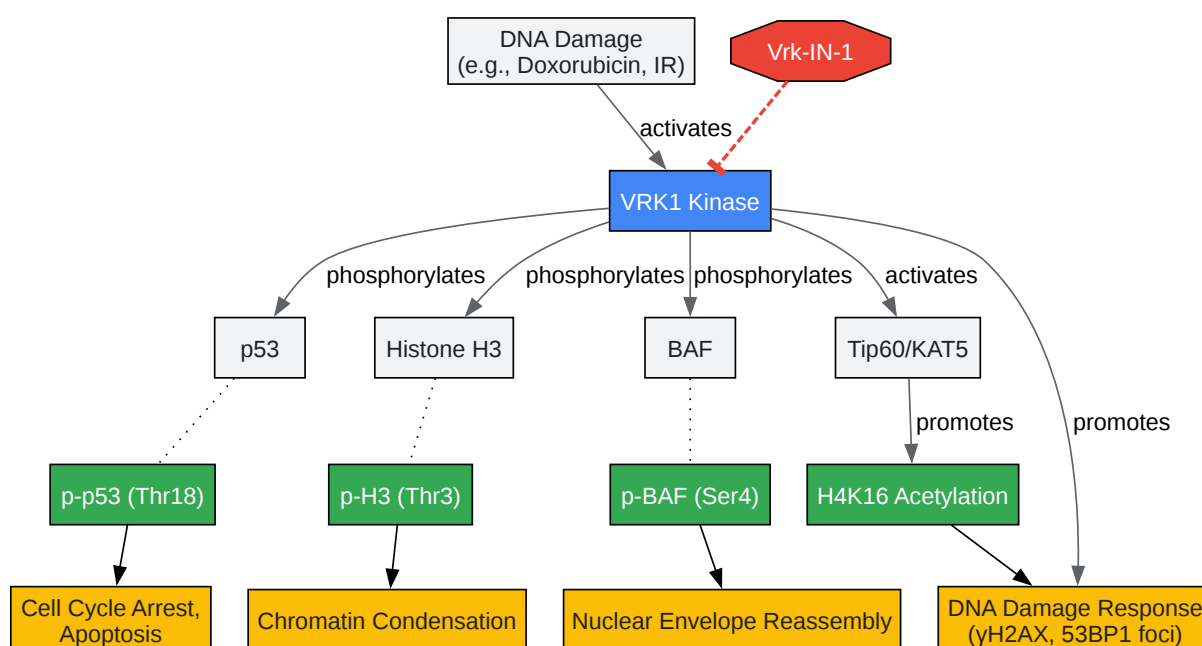 DNA Damage
(e.g., Doxorubicin, IR)
Vrk-IN-1
activates
VRK1 Kinase
phosphorylates
phosphorylates
phosphorylates
activates
p53
Histone H3
BAF
Tip60/KAT5
promotes
promotes
p-p53 (Thr18)
p-H3 (Thr3)
p-BAF (Ser4)
H4K16 Acetylation
Cell Cycle Arrest,
Apoptosis
Chromatin Condensation
Nuclear Envelope Reassembly
DNA Damage Response
(γH2AX, 53BP1 foci)